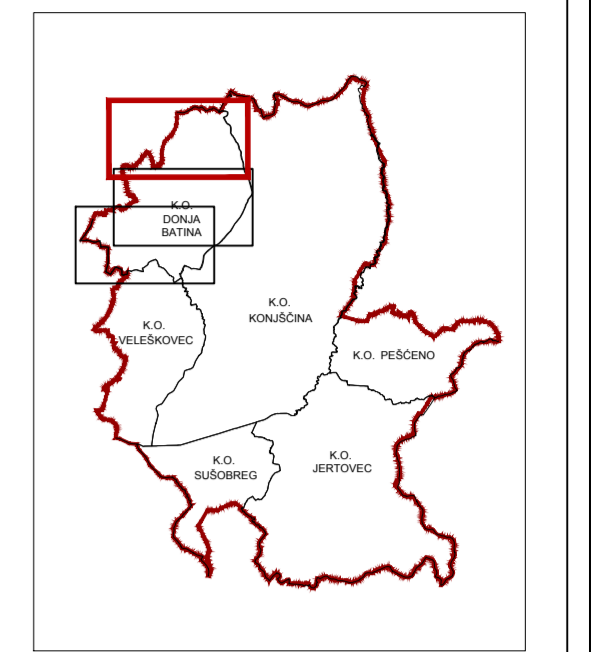 K.O.
DONJA
BATINA
K.O.
KONJŠČINA
K.O.
VELEŠKOVEC
K.O. PEŠĆENO
K.O.
SUŠOBREG
K.O.
JERTOVEC